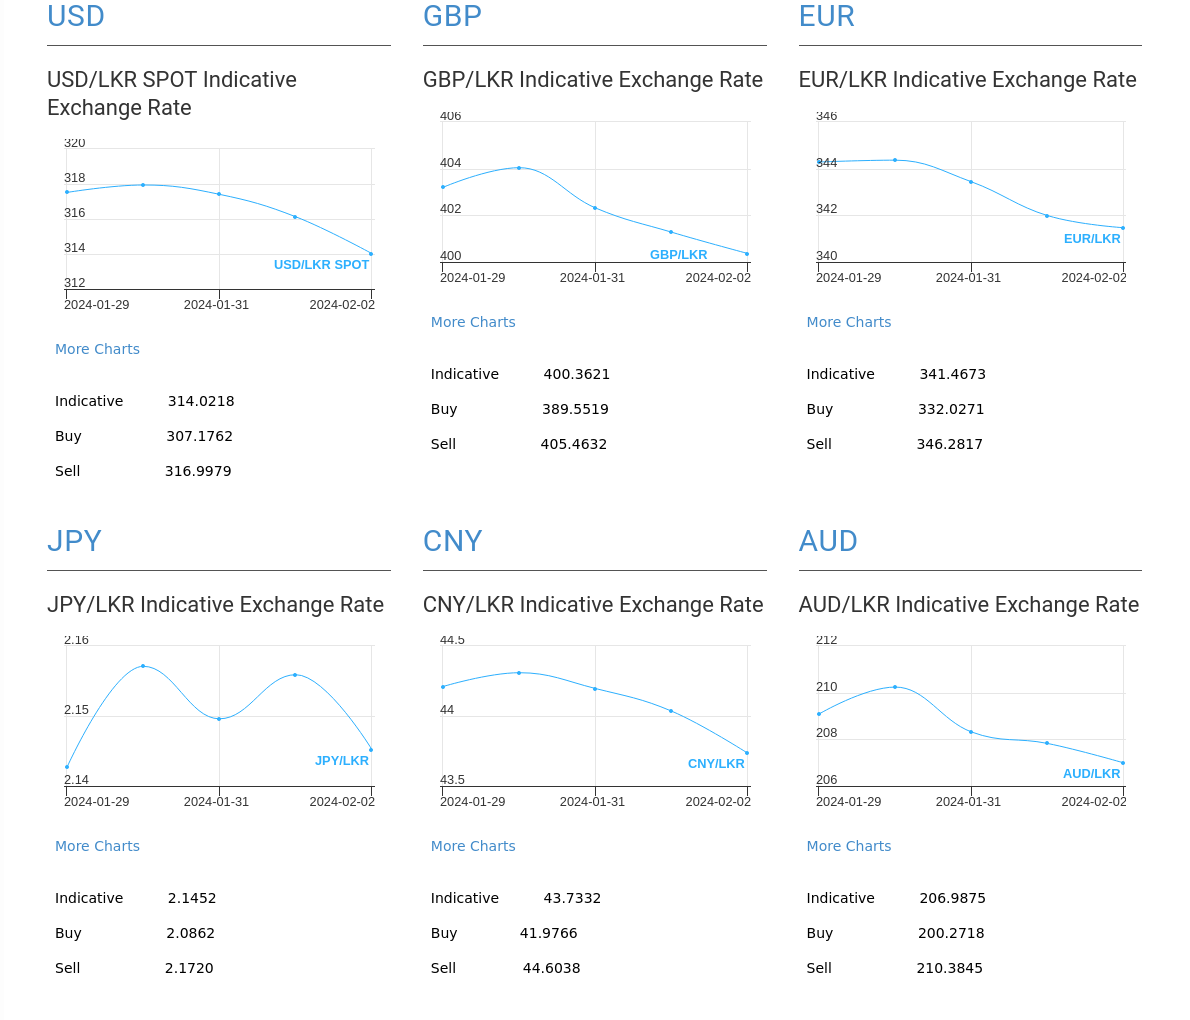 USD
USD/LKR SPOT Indicative
Exchange Rate
320
318
316
314
312
USD/LKR SPOT
2024-01-29 2024-01-31 2024-02-02
More Charts
Indicative 314.0218
Buy 307.1762
Sell 316.9979
GBP
GBP/LKR Indicative Exchange Rate
406
404
402
400
GBP/LKR
2024-01-29 2024-01-31 2024-02-02
More Charts
Indicative 400.3621
Buy 389.5519
Sell 405.4632
EUR
EUR/LKR Indicative Exchange Rate
346
344
342
340
EUR/LKR
2024-01-29 2024-01-31 2024-02-02
More Charts
Indicative 341.4673
Buy 332.0271
Sell 346.2817
JPY
JPY/LKR Indicative Exchange Rate
2.16
2.15
2.14
JPY/LKR
2024-01-29 2024-01-31 2024-02-02
More Charts
Indicative 2.1452
Buy 2.0862
Sell 2.1720
CNY
CNY/LKR Indicative Exchange Rate
44.5
44
43.5
CNY/LKR
2024-01-29 2024-01-31 2024-02-02
More Charts
Indicative 43.7332
Buy 41.9766
Sell 44.6038
AUD
AUD/LKR Indicative Exchange Rate
212
210
208
206
AUD/LKR
2024-01-29 2024-01-31 2024-02-02
More Charts
Indicative 206.9875
Buy 200.2718
Sell 210.3845